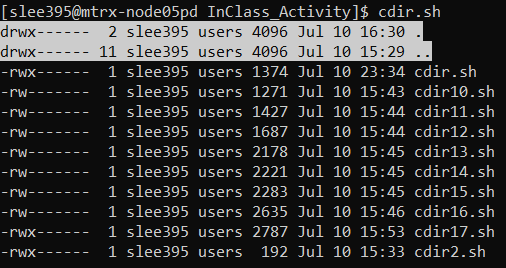 [slee395@mtrx-node05pd InClass_Activity]$ cdir.sh
drwx------  2 slee395 users 4096 Jul 10 16:30 .
drwx------ 11 slee395 users 4096 Jul 10 15:29 ..
-rwx------  1 slee395 users 1374 Jul 10 23:34 cdir.sh
-rw-------  1 slee395 users 1271 Jul 10 15:43 cdir10.sh
-rw-------  1 slee395 users 1427 Jul 10 15:44 cdir11.sh
-rw-------  1 slee395 users 1687 Jul 10 15:44 cdir12.sh
-rw-------  1 slee395 users 2178 Jul 10 15:45 cdir13.sh
-rw-------  1 slee395 users 2221 Jul 10 15:45 cdir14.sh
-rw-------  1 slee395 users 2283 Jul 10 15:45 cdir15.sh
-rw-------  1 slee395 users 2635 Jul 10 15:46 cdir16.sh
-rwx------  1 slee395 users 2787 Jul 10 15:53 cdir17.sh
-rwx------  1 slee395 users  192 Jul 10 15:33 cdir2.sh